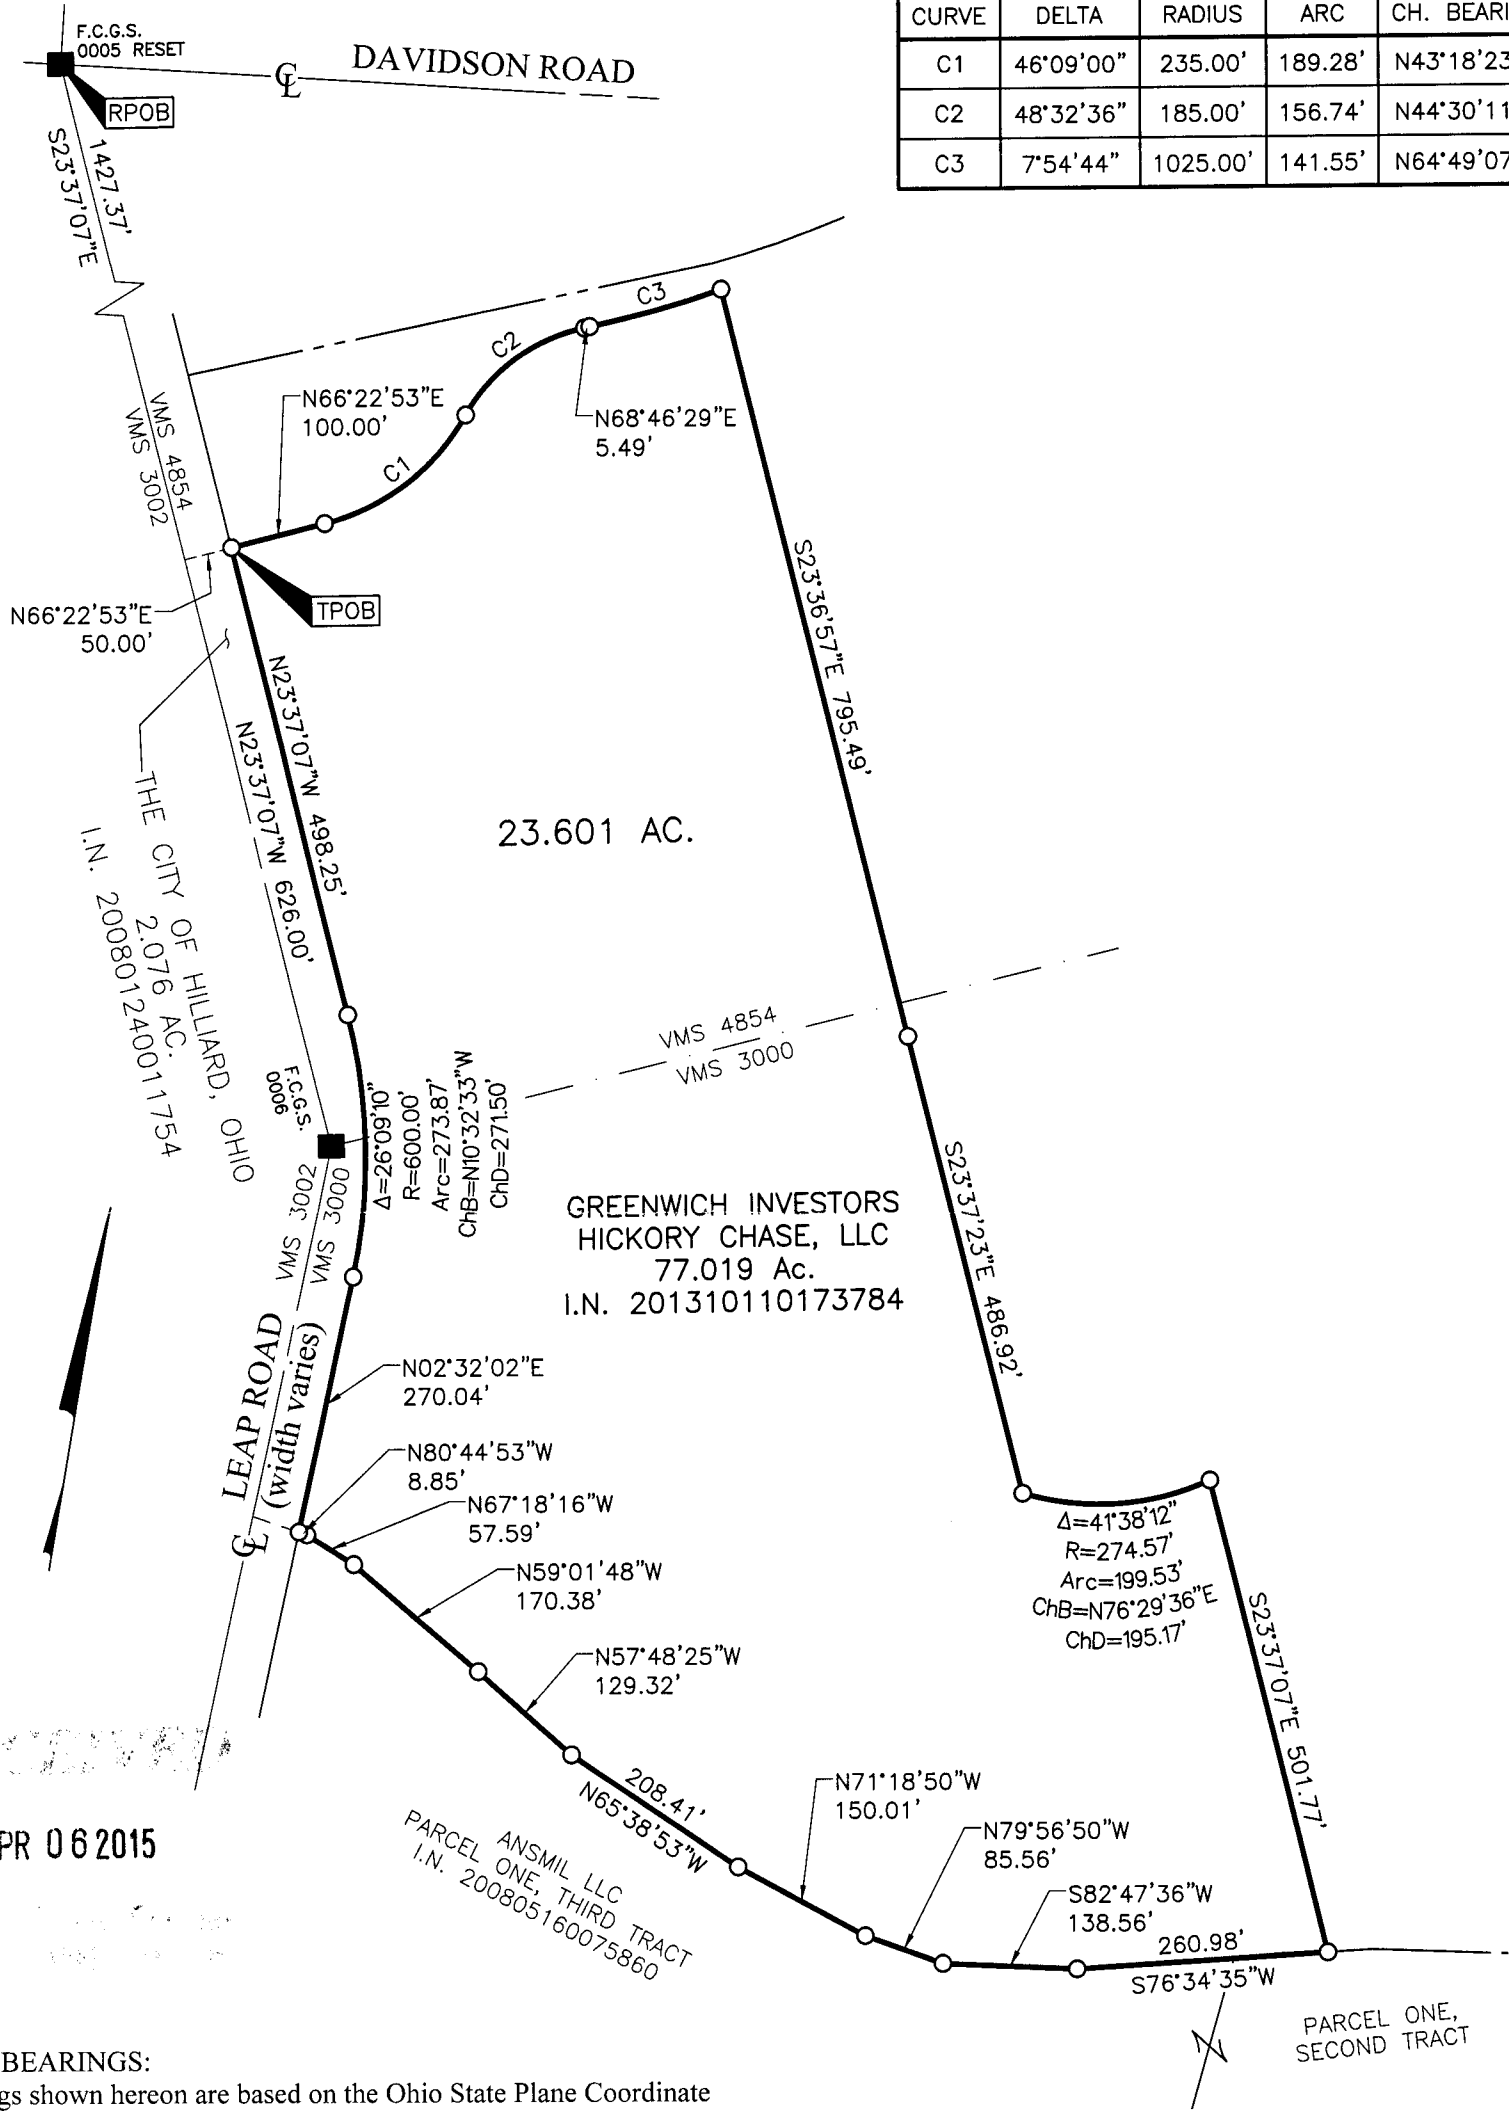 F.C.G.S.
0005 RESET
DAVIDSON ROAD
RPOB
1427.37'
S23°37'07"E
CURVE DELTA RADIUS ARC CH. BEARI
C1 46°09'00" 235.00' 189.28' N43°18'23
C2 48°32'36" 185.00' 156.74' N44°30'11
C3 7°54'44" 1025.00' 141.55' N64°49'07
C3
C2
C1
N66°22'53"E
100.00'
N68°46'29"E
5.49'
VMS 4854
VMS 3002
N66°22'53"E
50.00'
TPOB
S23°36'57"E 795.49'
N23°37'07"W 498.25'
N23°37'07"W 626.00'
THE CITY OF HILLIARD, OHIO
2.076 AC.
I.N. 200801240011754
23.601 AC.
VMS 4854
VMS 3000
F.C.G.S.
0006
Δ=26°09'10"
R=600.00'
Arc=273.87'
ChB=N10°32'33"W
ChD=271.50'
VMS 3002
VMS 3000
GREENWICH INVESTORS
HICKORY CHASE, LLC
77.019 Ac.
I.N. 201310110173784
S23°37'23"E 486.92'
LEAP ROAD
(width varies)
N02°32'02"E
270.04'
N80°44'53"W
8.85'
N67°18'16"W
57.59'
N59°01'48"W
170.38'
N57°48'25"W
129.32'
Δ=41°38'12"
R=274.57'
Arc=199.53'
ChB=N76°29'36"E
ChD=195.17'
S23°37'07"E 501.77'
208.41'
N65°38'53"W
N71°18'50"W
150.01'
N79°56'50"W
85.56'
S82°47'36"W
138.56'
260.98'
S76°34'35"W
ANSMIL LLC
PARCEL ONE, THIRD TRACT
I.N. 200805160075860
PR 06 2015
PARCEL ONE,
SECOND TRACT
BEARINGS:
gs shown hereon are based on the Ohio State Plane Coordinate